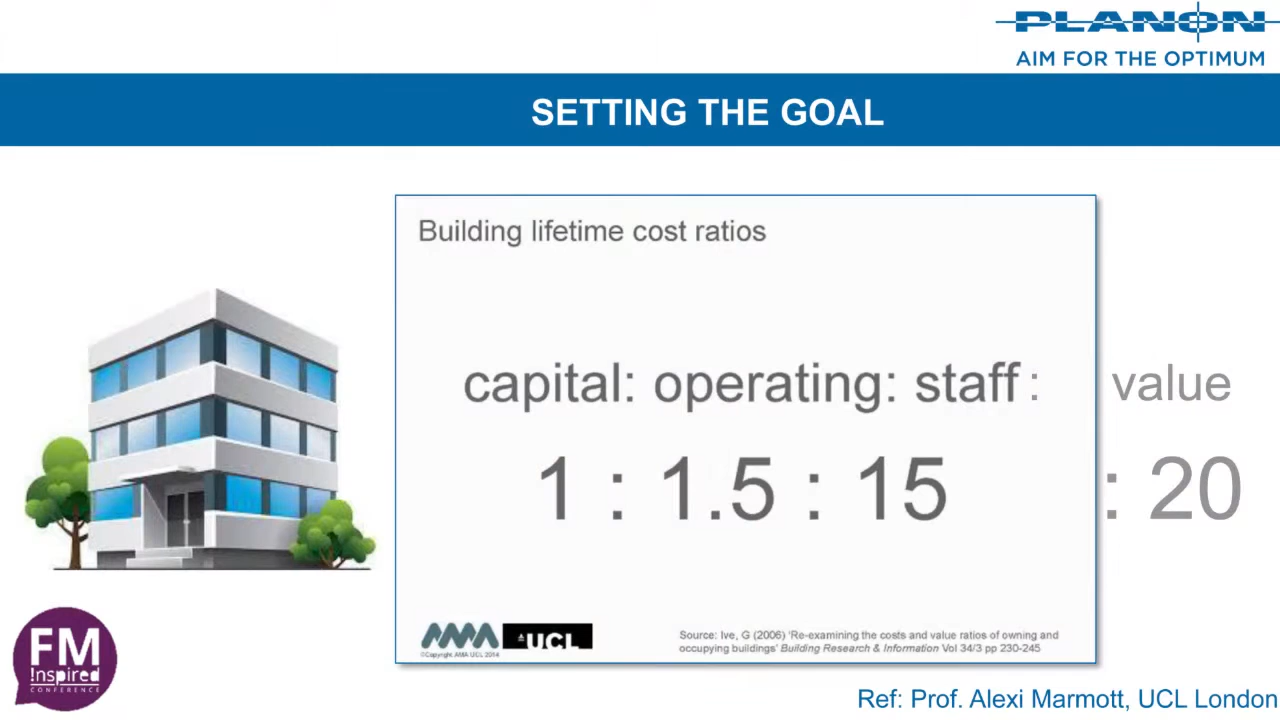 PLANON
AIM FOR THE OPTIMUM
SETTING THE GOAL
Building lifetime cost ratios
capital: operating: staff : value
1 : 1.5 : 15 : 20
AMA UCL
©Copyright AMA UCL 2014
Source: Ive, G (2006) 'Re-examining the costs and value ratios of owning and
occupying buildings' Building Research & Information Vol 34/3 pp 230-245
FM
!nspired
CONFERENCE
Ref: Prof. Alexi Marmott, UCL London